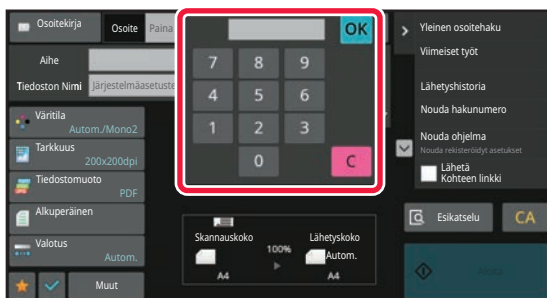 Osoitekirja
Osoite
Paina
OK
Yleinen osoitehaku
Viimeiset työt
Aihe
Tiedoston Nimi
Järjestelmäasetuste
7 8 9
4 5 6
1 2 3
0 C
Lähetyshistoria
Nouda hakunumero
Nouda ohjelma
Nouda rekisteröidyt asetukset
Lähetä
Kohteen linkki
Väritila
Autom./Mono2
Tarkkuus
200x200dpi
Tiedostomuoto
PDF
Alkuperäinen
Valotus
Autom.
Muut
Skannauskoko
100%
Lähetyskoko
Autom.
A4
A4
Esikatselu
CA
Aloita